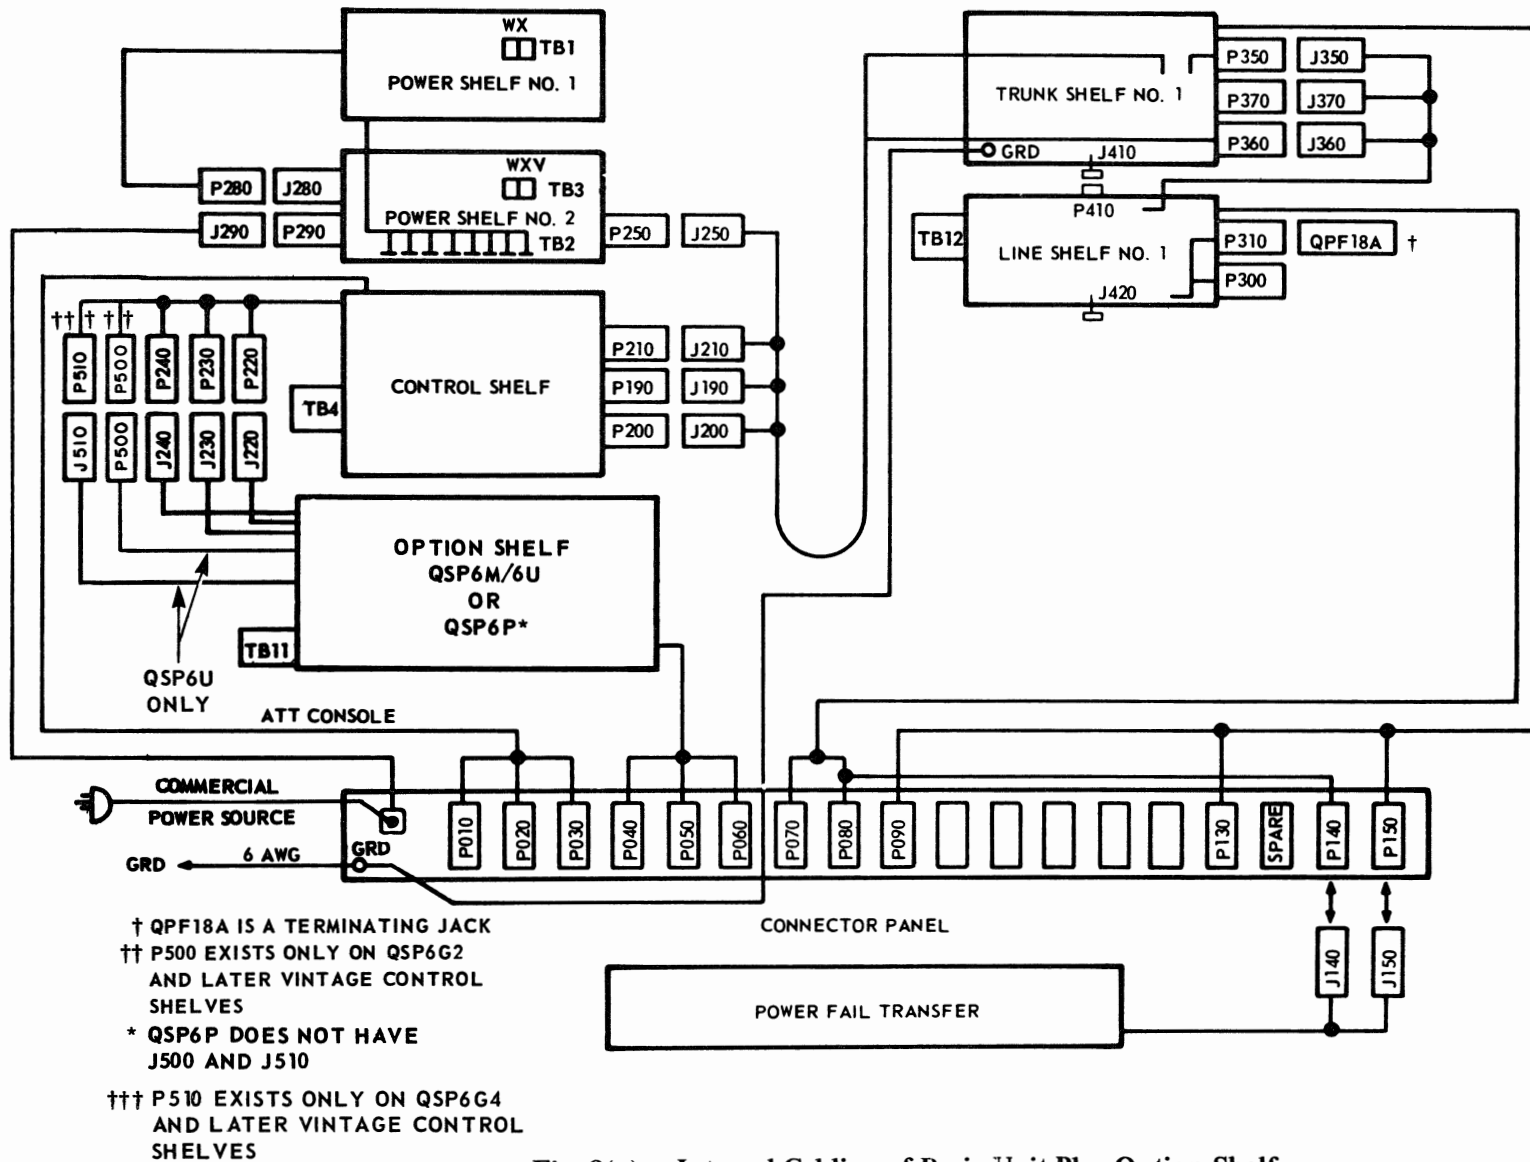 WX
TB1
POWER SHELF NO. 1
WXV
TB3
POWER SHELF NO. 2
TB2
P280
J280
J290
P290
P250
J250
†† †
† †
P510
P500
P240
P230
P220
J510
P500
J240
J230
J220
CONTROL SHELF
TB4
P210
J210
P190
J190
P200
J200
OPTION SHELF
QSP6M/6U
OR
QSP6P*
TB11
QSP6U
ONLY
ATT CONSOLE
TRUNK SHELF NO. 1
GRD
J410
P350
J350
P370
J370
P360
J360
P410
TB12
LINE SHELF NO. 1
J420
P310
QPF18A
†
P300
COMMERCIAL
POWER SOURCE
GRD
6 AWG
GRD
P010
P020
P030
P040
P050
P060
P070
P080
P090
P130
SPARE
P140
P150
CONNECTOR PANEL
J140
J150
POWER FAIL TRANSFER
† QPF18A IS A TERMINATING JACK
†† P500 EXISTS ONLY ON QSP6G2
AND LATER VINTAGE CONTROL
SHELVES
* QSP6P DOES NOT HAVE
J500 AND J510
††† P510 EXISTS ONLY ON QSP6G4
AND LATER VINTAGE CONTROL
SHELVES